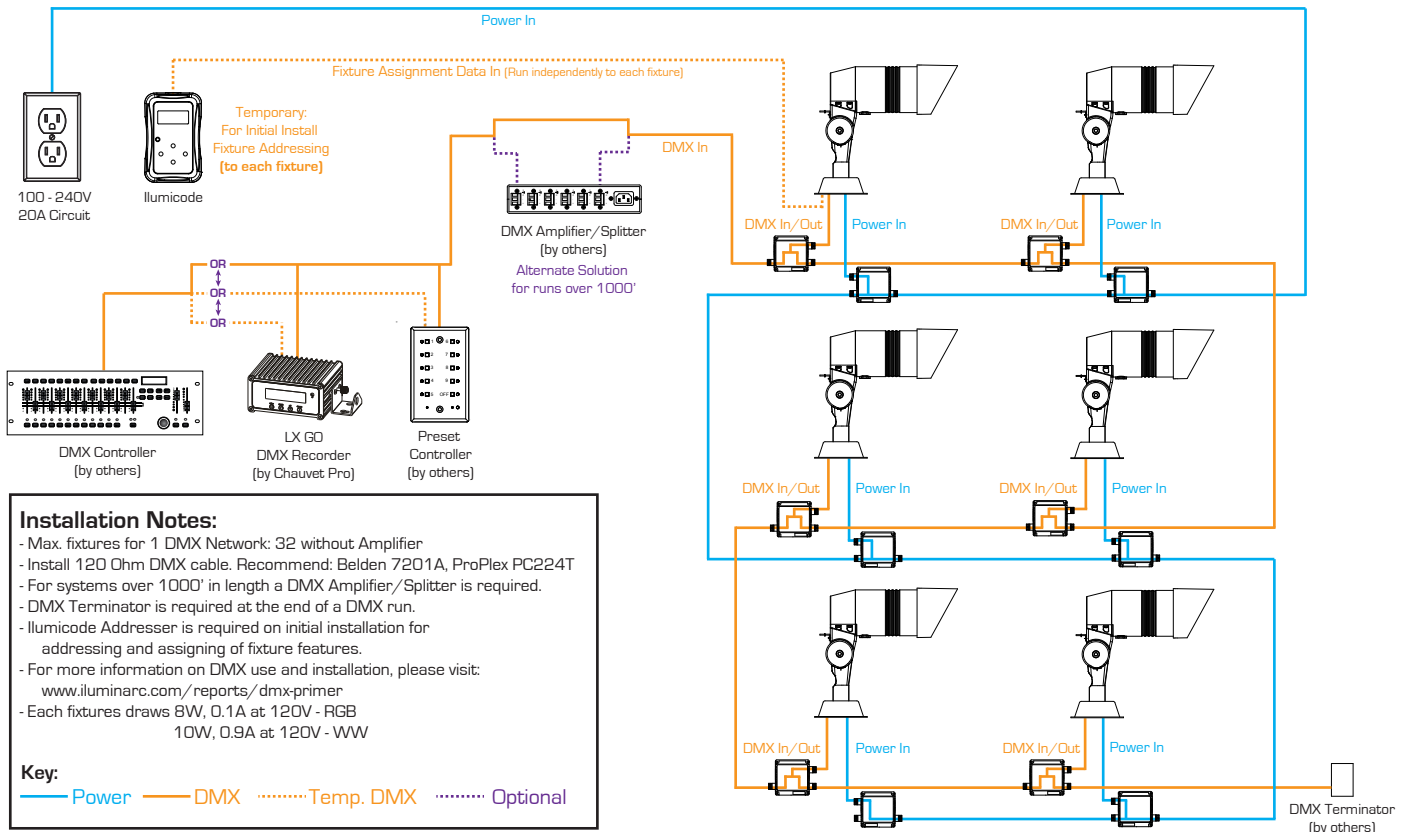 Power In
Fixture Assignment Data In (Run independently to each fixture)
Temporary:
For Initial Install
Fixture Addressing
(to each fixture)
100 - 240V
20A Circuit
Ilumicode
DMX In
DMX Amplifier/Splitter
(by others)
Alternate Solution
for runs over 1000'
DMX In/Out
Power In
DMX In/Out
Power In
OR
OR
OR
1
2
3
4
5
6
7
8
OFF
DMX Controller
(by others)
LX GO
DMX Recorder
(by Chauvet Pro)
Preset
Controller
(by others)
DMX In/Out
Power In
DMX In/Out
Power In
Installation Notes:
- Max. fixtures for 1 DMX Network: 32 without Amplifier
- Install 120 Ohm DMX cable. Recommend: Belden 7201A, ProPlex PC224T
- For systems over 1000' in length a DMX Amplifier/Splitter is required.
- DMX Terminator is required at the end of a DMX run.
- Ilumicode Addresser is required on initial installation for
addressing and assigning of fixture features.
- For more information on DMX use and installation, please visit:
www.iluminarc.com/reports/dmx-primer
- Each fixtures draws 8W, 0.1A at 120V - RGB
10W, 0.9A at 120V - WW
Key:
Power
DMX
Temp. DMX
Optional
DMX In/Out
Power In
DMX In/Out
Power In
DMX Terminator
(by others)